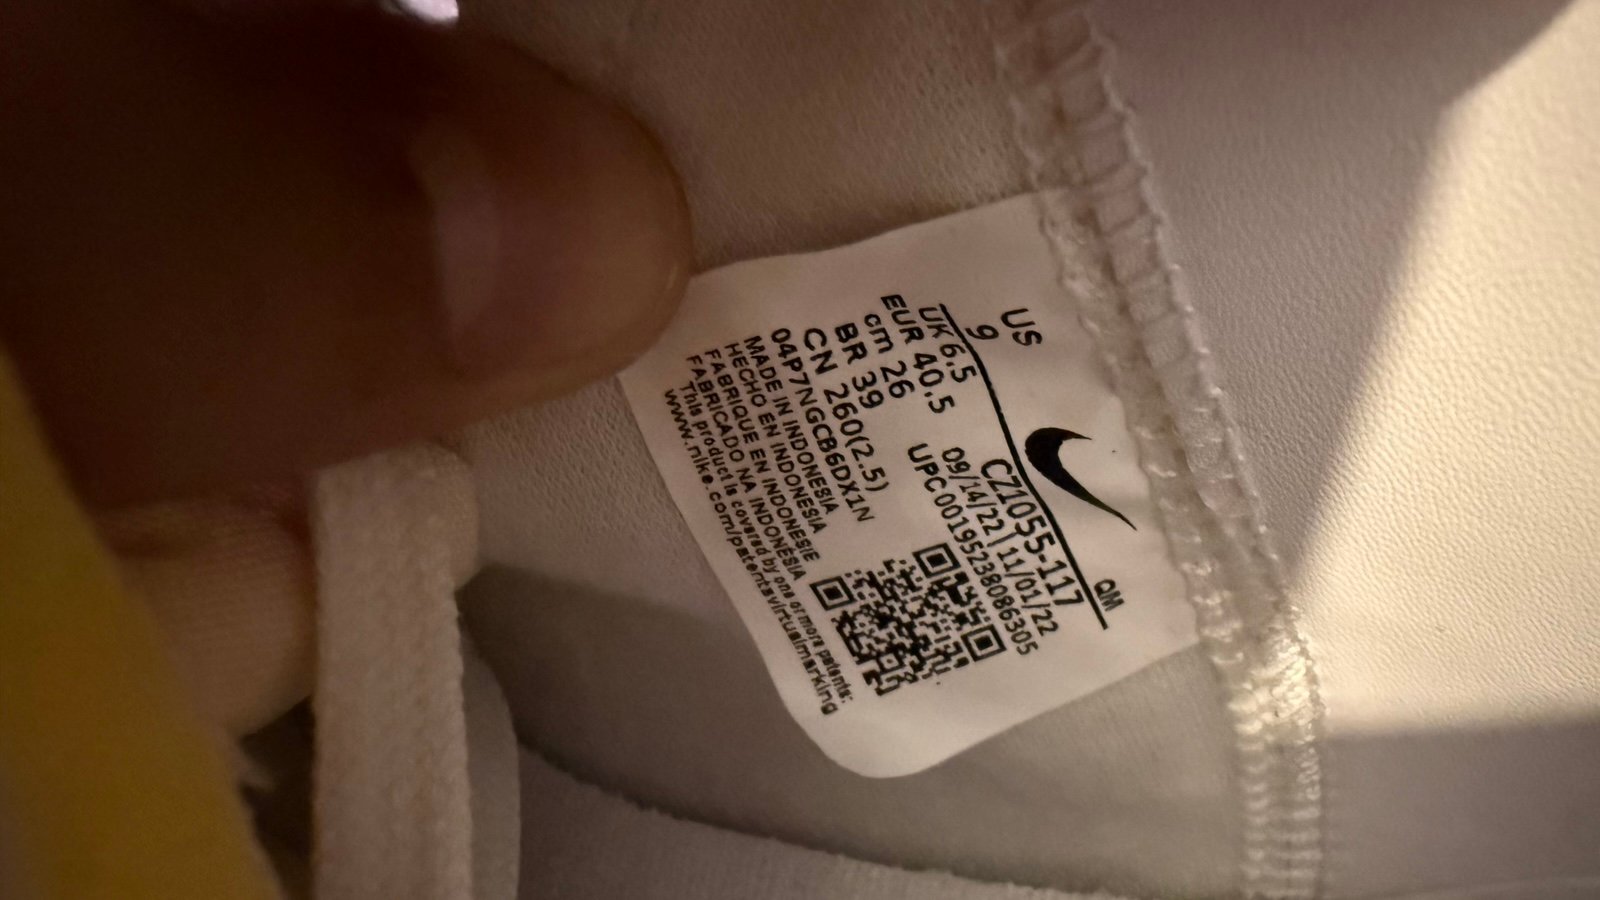 US
9
QM
UK 6.5
CZ1055-117
EUR 40.5
09/14/22 | 11/01/22
cm 26
UPC 00195238086305
BR 39
CN 260(2.5)
04P7NGCB6DX1N
MADE IN INDONESIA
HECHO EN INDONESIA
FABRIQUE EN INDONESIE
FABRICADO NA INDONÉSIA
This product is covered by one or more patents:
www.nike.com/patentsvirtualmarking